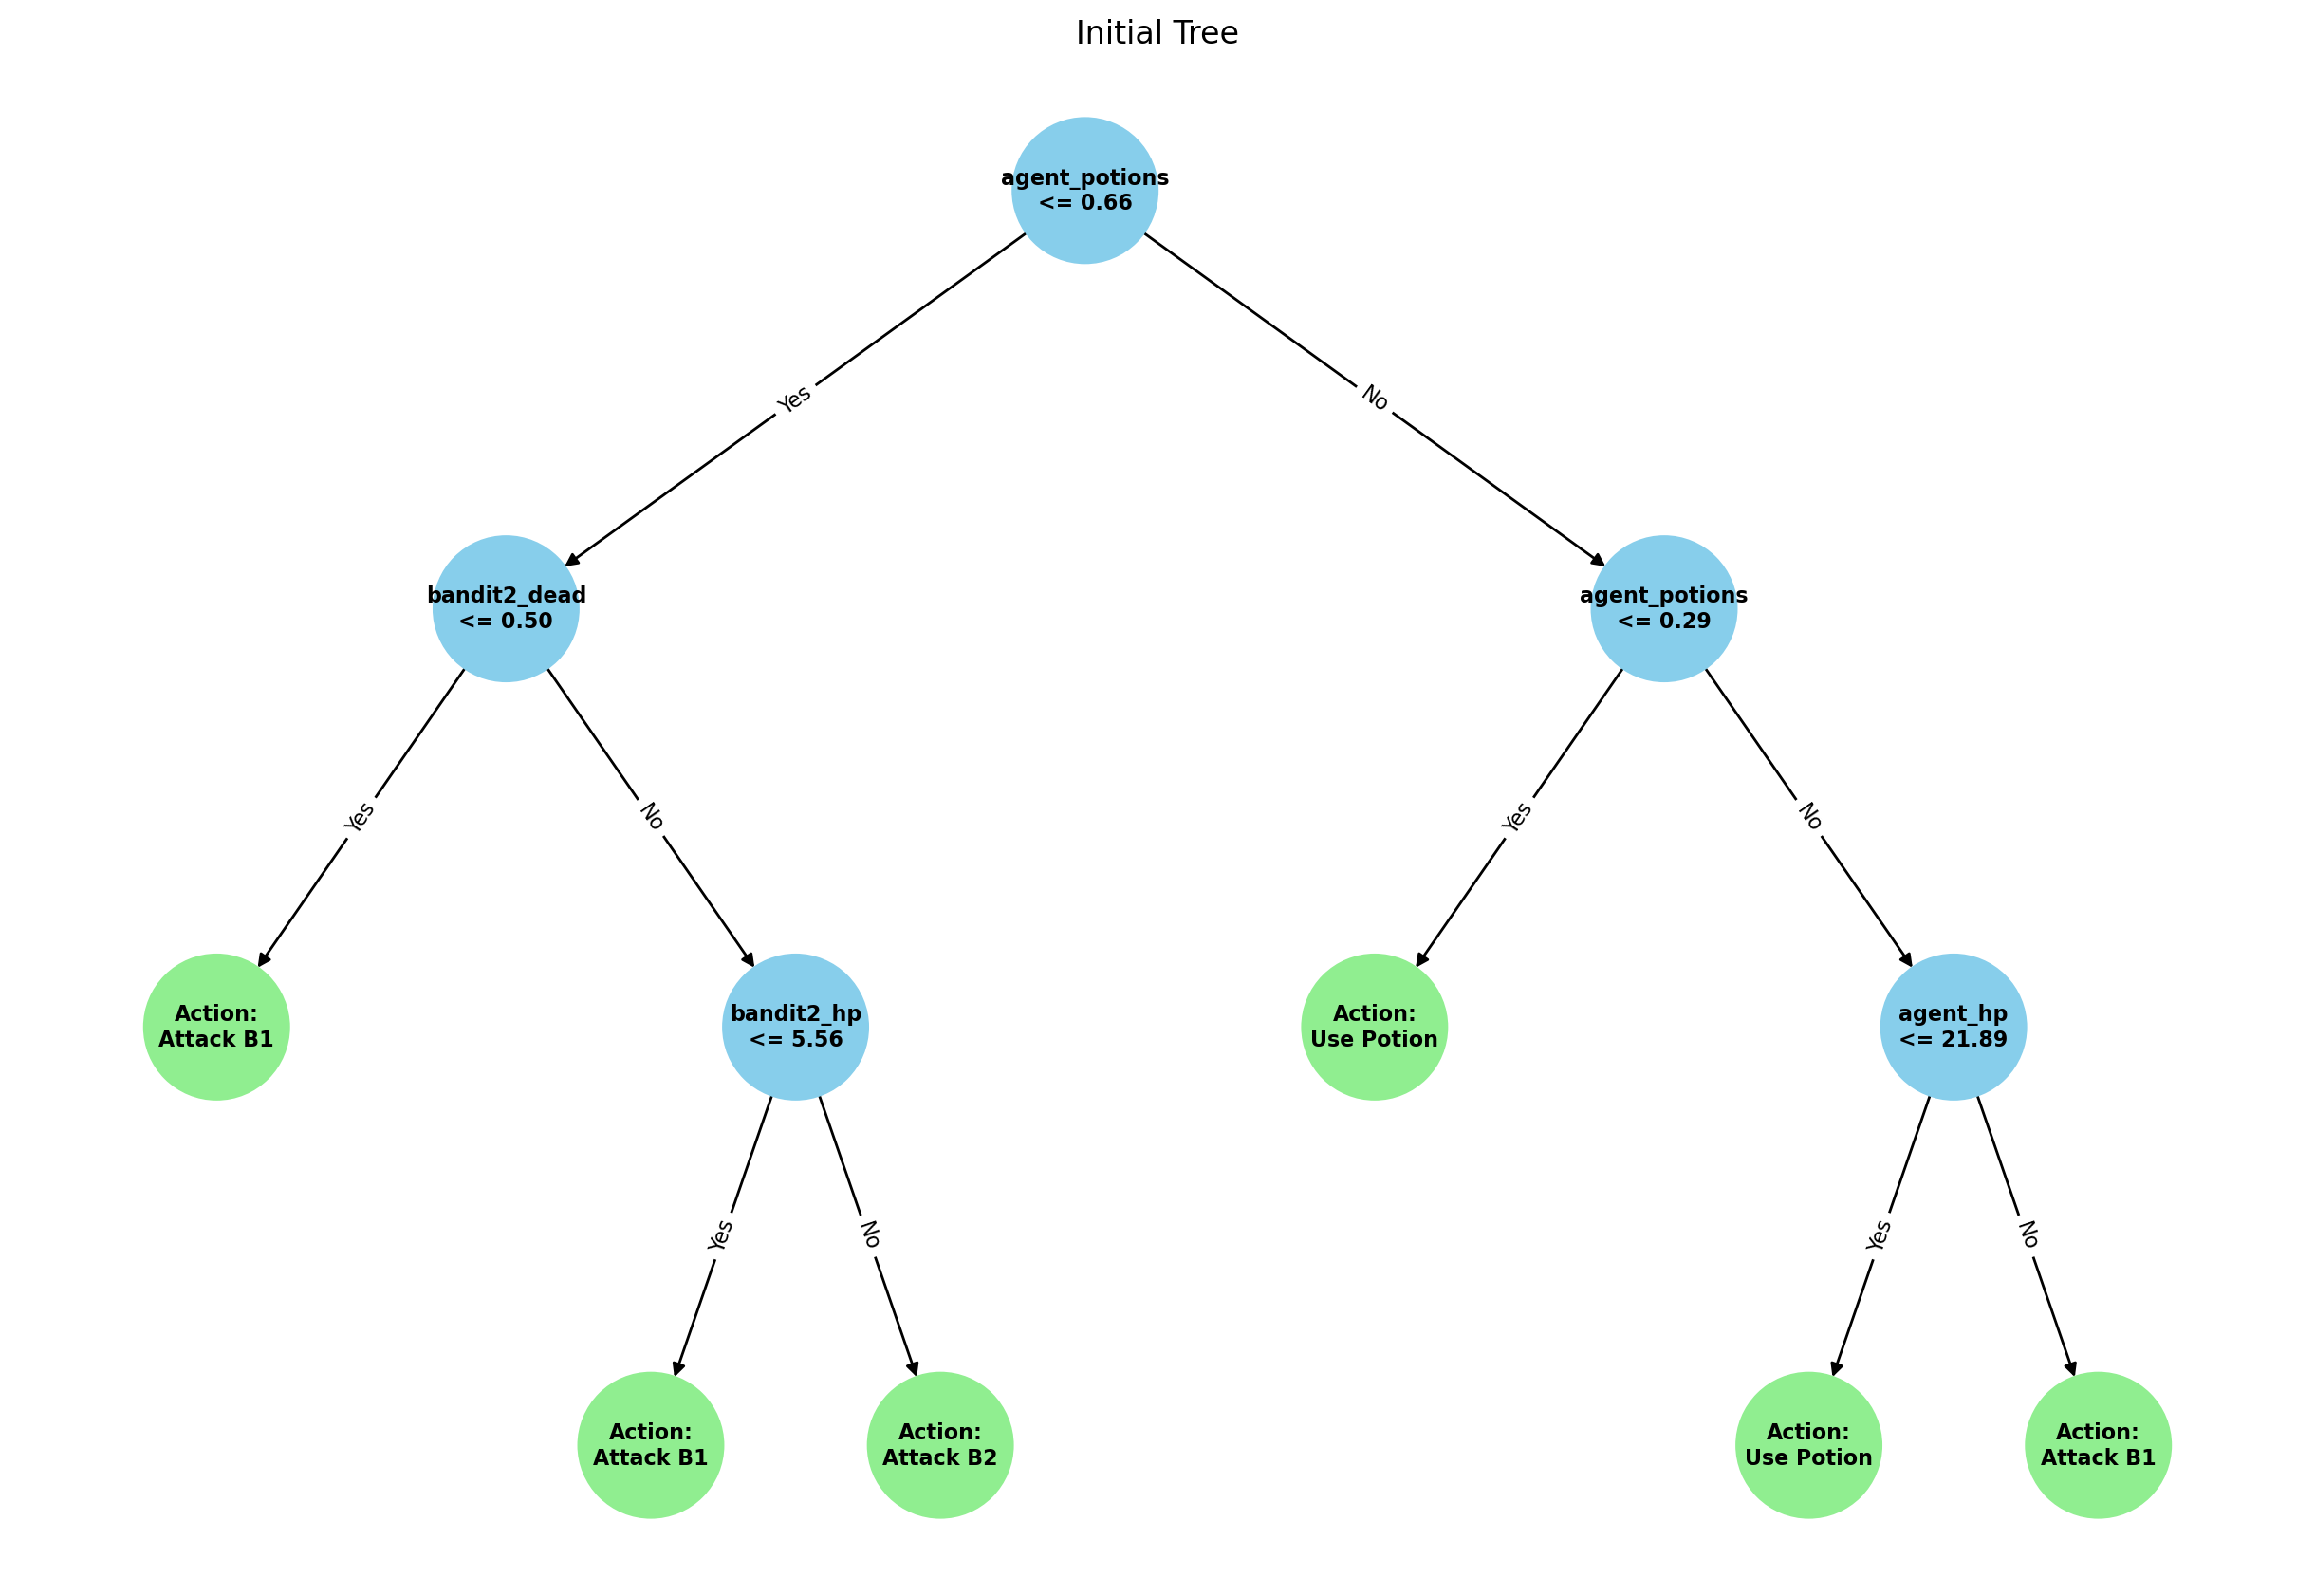 Initial Tree
agent_potions
<= 0.66
Yes
No
bandit2_dead
<= 0.50
agent_potions
<= 0.29
Yes
No
Yes
No
Action:
Attack B1
bandit2_hp
<= 5.56
Action:
Use Potion
agent_hp
<= 21.89
Yes
No
Yes
No
Action:
Attack B1
Action:
Attack B2
Action:
Use Potion
Action:
Attack B1